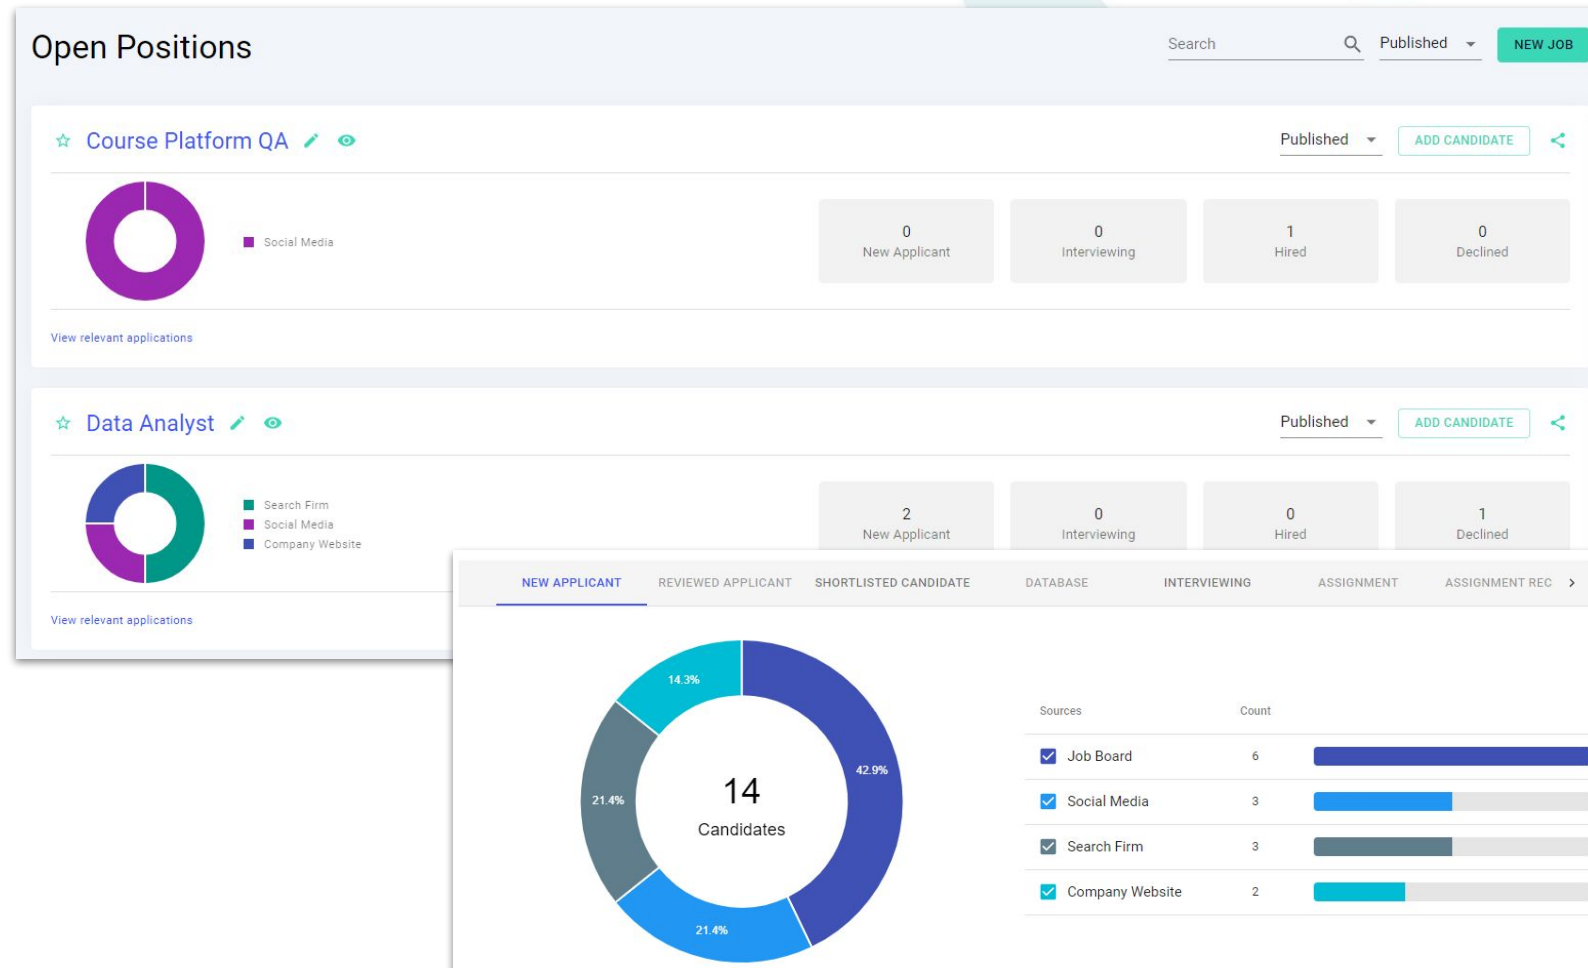 Open Positions
Search
Published
NEW JOB
Course Platform QA
Published
ADD CANDIDATE
Social Media
0
New Applicant
0
Interviewing
1
Hired
0
Declined
View relevant applications
Data Analyst
Published
ADD CANDIDATE
Search Firm
Social Media
Company Website
2
New Applicant
0
Interviewing
0
Hired
1
Declined
View relevant applications
NEW APPLICANT
REVIEWED APPLICANT
SHORTLISTED CANDIDATE
DATABASE
INTERVIEWING
ASSIGNMENT
ASSIGNMENT REC
14.3%
42.9%
21.4%
21.4%
14
Candidates
Sources Count
Job Board 6
Social Media 3
Search Firm 3
Company Website 2